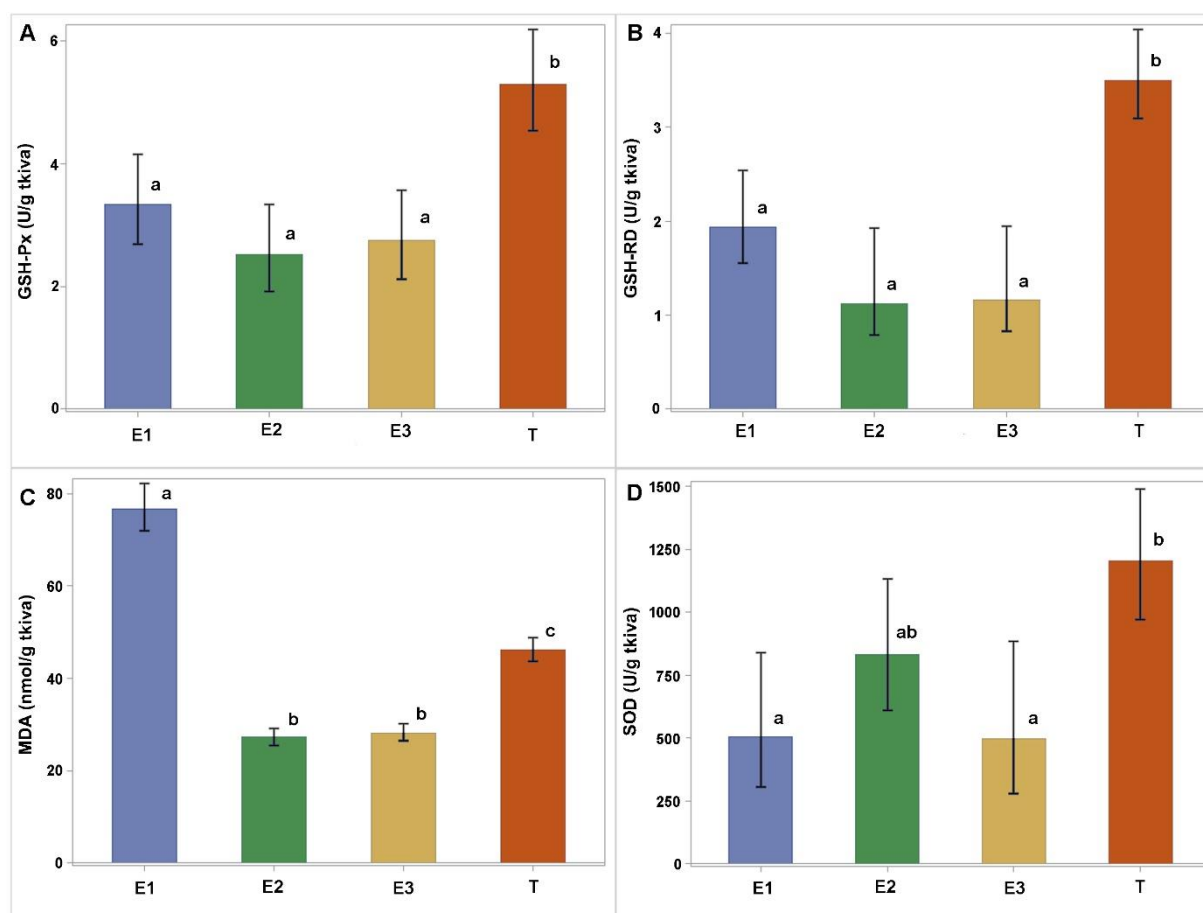 A
GSH-Px (U/g tkiva)
6
4
2
0
a
a
a
b
E1
E2
E3
T
B
GSH-RD (U/g tkiva)
4
3
2
1
0
a
a
a
b
E1
E2
E3
T
C
MDA (nmol/g tkiva)
80
60
40
20
0
a
b
b
c
E1
E2
E3
T
D
SOD (U/g tkiva)
1500
1250
1000
750
500
250
0
a
ab
a
b
E1
E2
E3
T